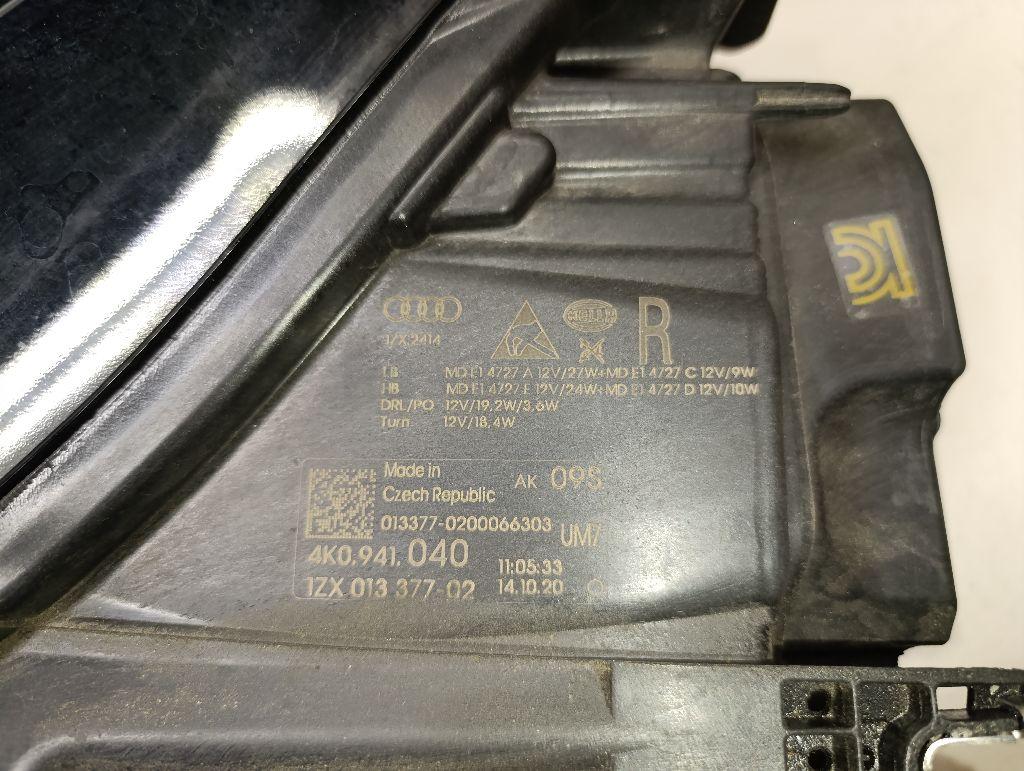 HELLA
R
1/X 2414
LB MD E1 4727 A 12V/27W+MD E1 4727 C 12V/9W
HB MD E1 4727 E 12V/24W+MD E1 4727 D 12V/10W
DRL/PO 12V/19,2W/3,6W
Turn 12V/18,4W
Made in
Czech Republic
AK 09S
013377-0200066303
UM7
4K0.941.040
11:05:33
1ZX 013 377-02
14.10.20